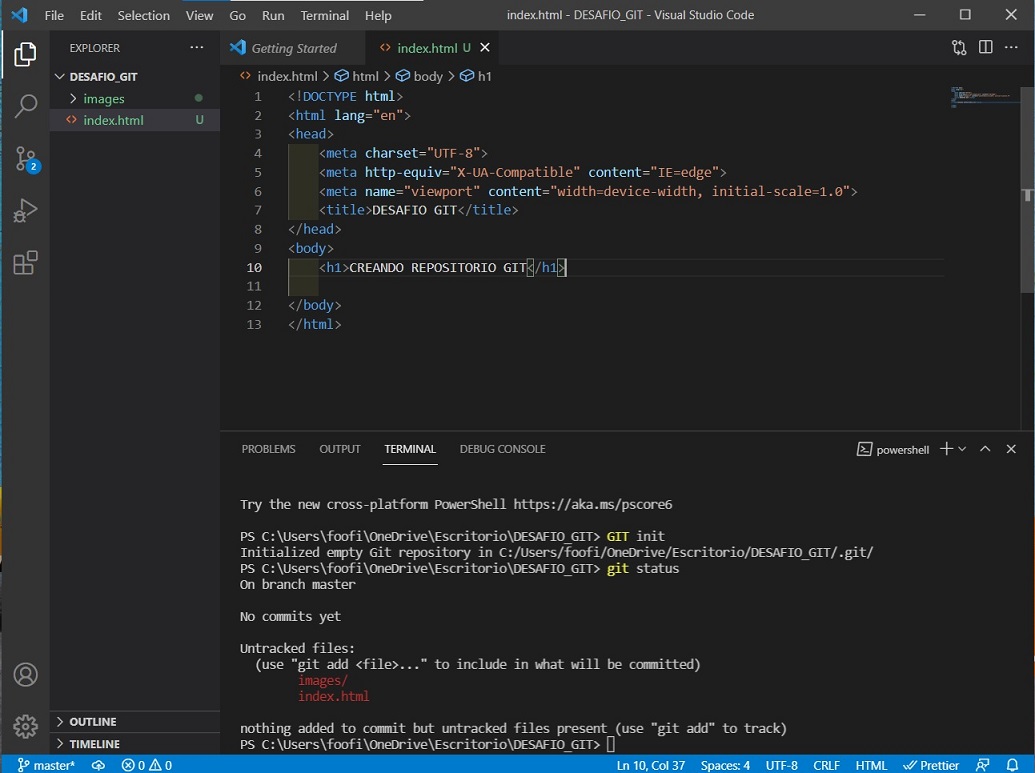 File Edit Selection View Go Run Terminal Help index.html - DESAFIO_GIT - Visual Studio Code
EXPLORER ...
DESAFIO_GIT
images
index.html U
2
Getting Started index.html U
index.html > html > body > h1
1 <!DOCTYPE html>
2 <html lang="en">
3 <head>
4 <meta charset="UTF-8">
5 <meta http-equiv="X-UA-Compatible" content="IE=edge">
6 <meta name="viewport" content="width=device-width, initial-scale=1.0">
7 <title>DESAFIO GIT</title>
8 </head>
9 <body>
10 <h1>CREANDO REPOSITORIO GIT</h1>
11
12 </body>
13 </html>
PROBLEMS OUTPUT TERMINAL DEBUG CONSOLE powershell
Try the new cross-platform PowerShell https://aka.ms/pscore6
PS C:\Users\foofi\OneDrive\Escritorio\DESAFIO_GIT> GIT init
Initialized empty Git repository in C:/Users/foofi/OneDrive/Escritorio/DESAFIO_GIT/.git/
PS C:\Users\foofi\OneDrive\Escritorio\DESAFIO_GIT> git status
On branch master
No commits yet
Untracked files:
(use "git add <file>..." to include in what will be committed)
images/
index.html
nothing added to commit but untracked files present (use "git add" to track)
PS C:\Users\foofi\OneDrive\Escritorio\DESAFIO_GIT>
OUTLINE
TIMELINE
master* 0 0 Ln 10, Col 37 Spaces: 4 UTF-8 CRLF HTML Prettier